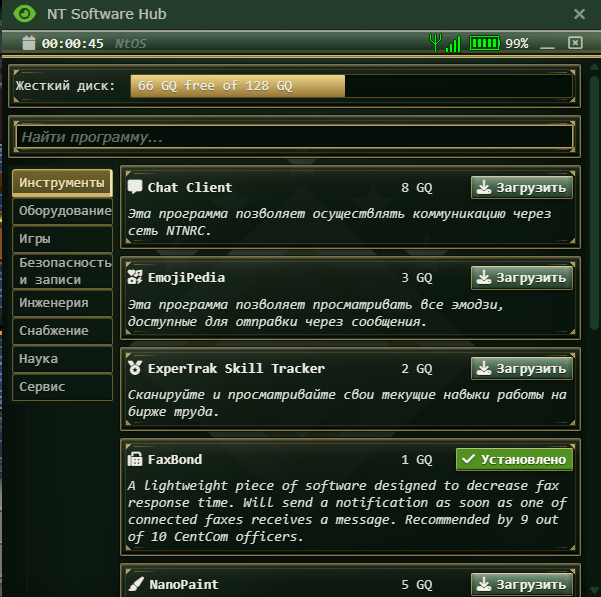 NT Software Hub
00:00:45 NtOS 99%
Жесткий диск: 66 GQ free of 128 GQ
Найти программу...
Инструменты
Оборудование
Игры
Безопасность
и записи
Инженерия
Снабжение
Наука
Сервис
Chat Client 8 GQ Загрузить
Эта программа позволяет осуществлять коммуникацию через
сеть NTNRC.
EmojiPedia 3 GQ Загрузить
Эта программа позволяет просматривать все эмодзи,
доступные для отправки через сообщения.
ExperTrak Skill Tracker 2 GQ Загрузить
Сканируйте и просматривайте свои текущие навыки работы на
бирже труда.
FaxBond 1 GQ Установлено
A lightweight piece of software designed to decrease fax
response time. Will send a notification as soon as one of
connected faxes receives a message. Recommended by 9 out
of 10 CentCom officers.
NanoPaint 5 GQ Загрузить